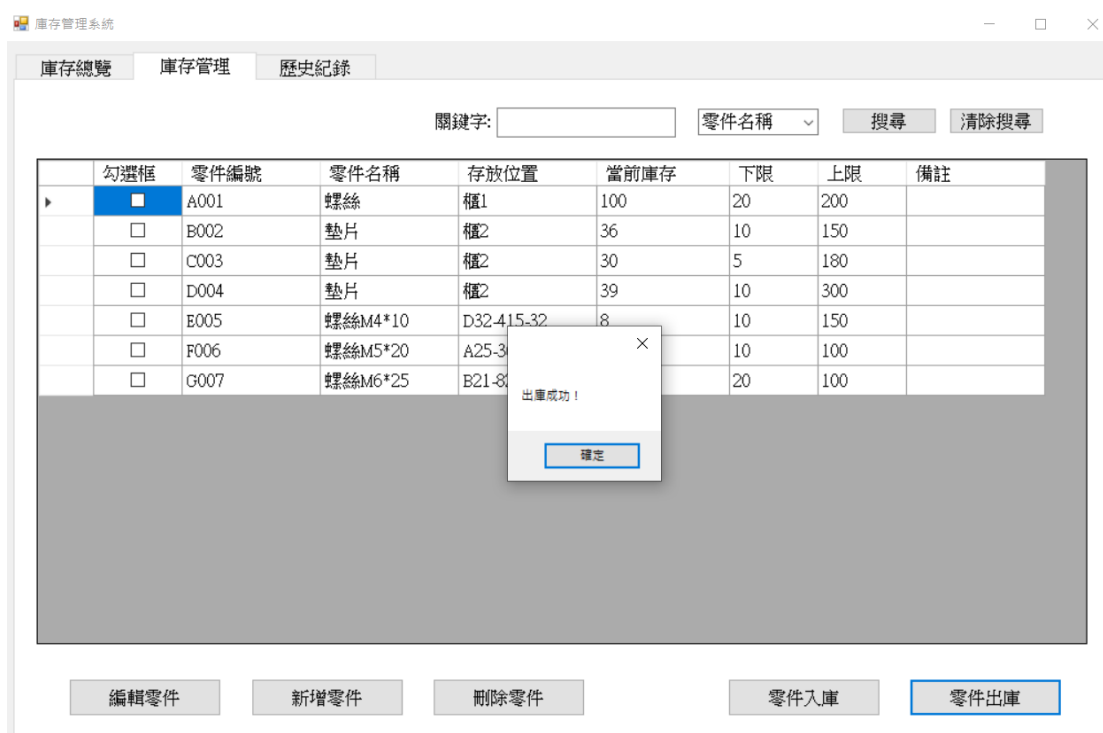 庫存管理系統
庫存總覽 庫存管理 歷史紀錄
關鍵字: 零件名稱 搜尋 清除搜尋
勾選框 零件編號 零件名稱 存放位置 當前庫存 下限 上限 備註
A001 螺絲 櫃1 100 20 200
B002 墊片 櫃2 36 10 150
C003 墊片 櫃2 30 5 180
D004 墊片 櫃2 39 10 300
E005 螺絲M4*10 D32-415-32 8 10 150
F006 螺絲M5*20 10 100
G007 螺絲M6*25 20 100
出庫成功！
確定
編輯零件 新增零件 刪除零件 零件入庫 零件出庫